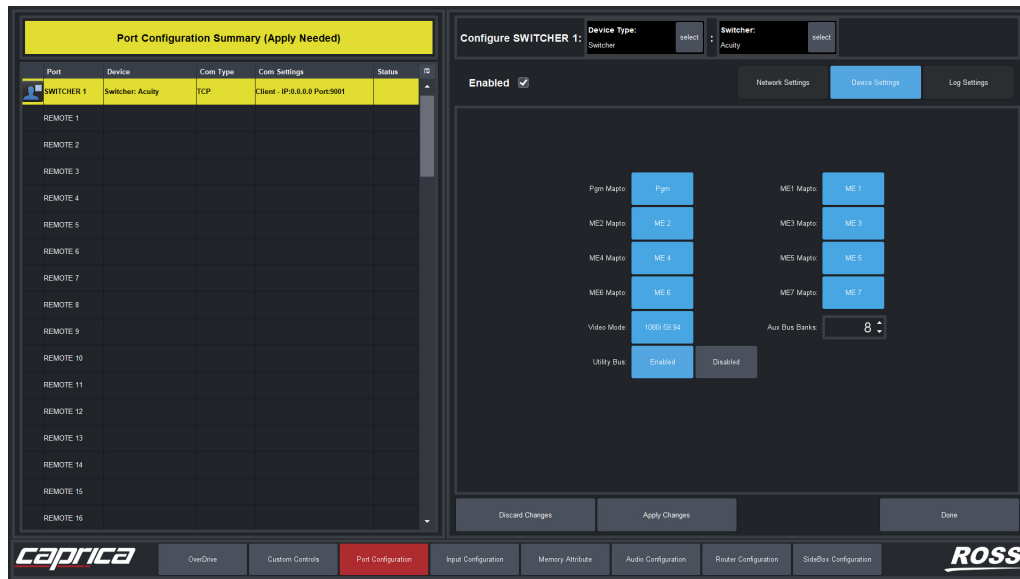 Port Configuration Summary (Apply Needed)
Port Device Com Type Com Settings Status
SWITCHER 1 Switcher: Acuity TCP Client - IP:0.0.0.0 Port:9001
REMOTE 1
REMOTE 2
REMOTE 3
REMOTE 4
REMOTE 5
REMOTE 6
REMOTE 7
REMOTE 8
REMOTE 9
REMOTE 10
REMOTE 11
REMOTE 12
REMOTE 13
REMOTE 14
REMOTE 15
REMOTE 16
Configure SWITCHER 1: Device Type: Switcher select : Switcher: Acuity select
Enabled Network Settings Device Settings Log Settings
Pgm Mapto: Pgm ME1 Mapto: ME 1
ME2 Mapto: ME 2 ME3 Mapto: ME 3
ME4 Mapto: ME 4 ME5 Mapto: ME 5
ME6 Mapto: ME 6 ME7 Mapto: ME 7
Video Mode: 1080i 59.94 Aux Bus Banks: 8
Utility Bus: Enabled Disabled
Discard Changes Apply Changes Done
caprica OverDrive Custom Controls Port Configuration Input Configuration Memory Attribute Audio Configuration Router Configuration SideBox Configuration ROSS